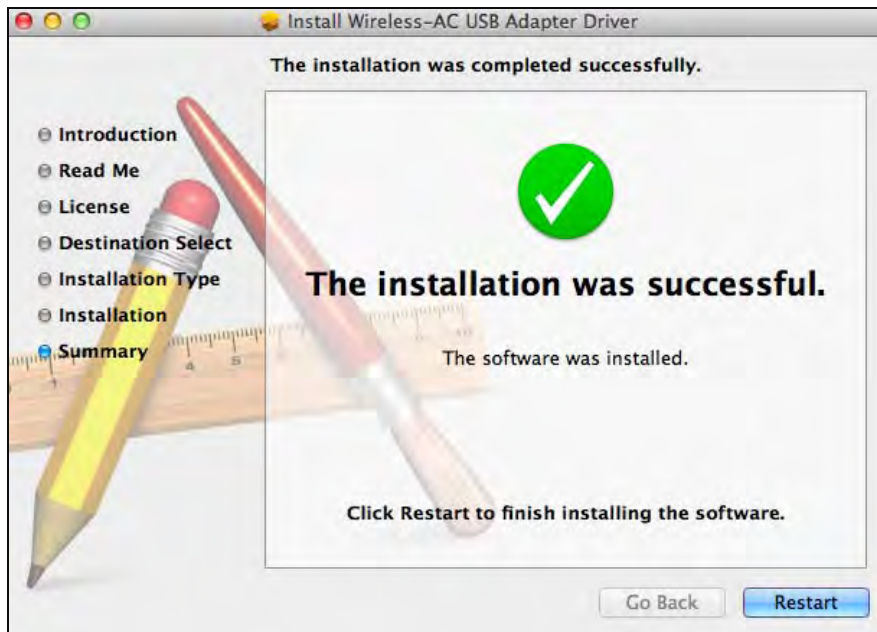 Install Wireless-AC USB Adapter Driver
The installation was completed successfully.
Introduction
Read Me
License
Destination Select
Installation Type
Installation
Summary
The installation was successful.
The software was installed.
Click Restart to finish installing the software.
Go Back
Restart